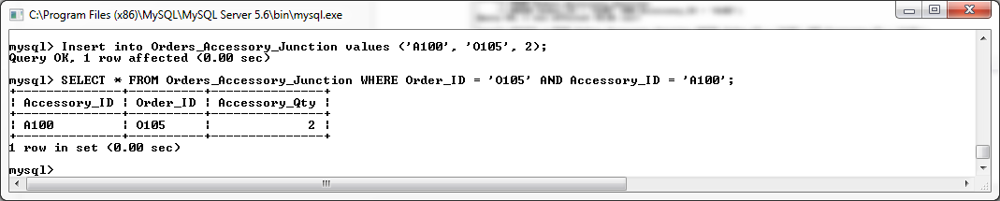 C:\Program Files (x86)\MySQL\MySQL Server 5.6\bin\mysql.exe
mysql> Insert into Orders_Accessory_Junction values ('A100', 'O105', 2);
Query OK, 1 row affected (0.00 sec)
mysql> SELECT * FROM Orders_Accessory_Junction WHERE Order_ID = 'O105' AND Accessory_ID = 'A100';
+--------------+----------+---------------+
| Accessory_ID | Order_ID | Accessory_Qty |
+--------------+----------+---------------+
| A100         | O105     |             2 |
+--------------+----------+---------------+
1 row in set (0.00 sec)
mysql>